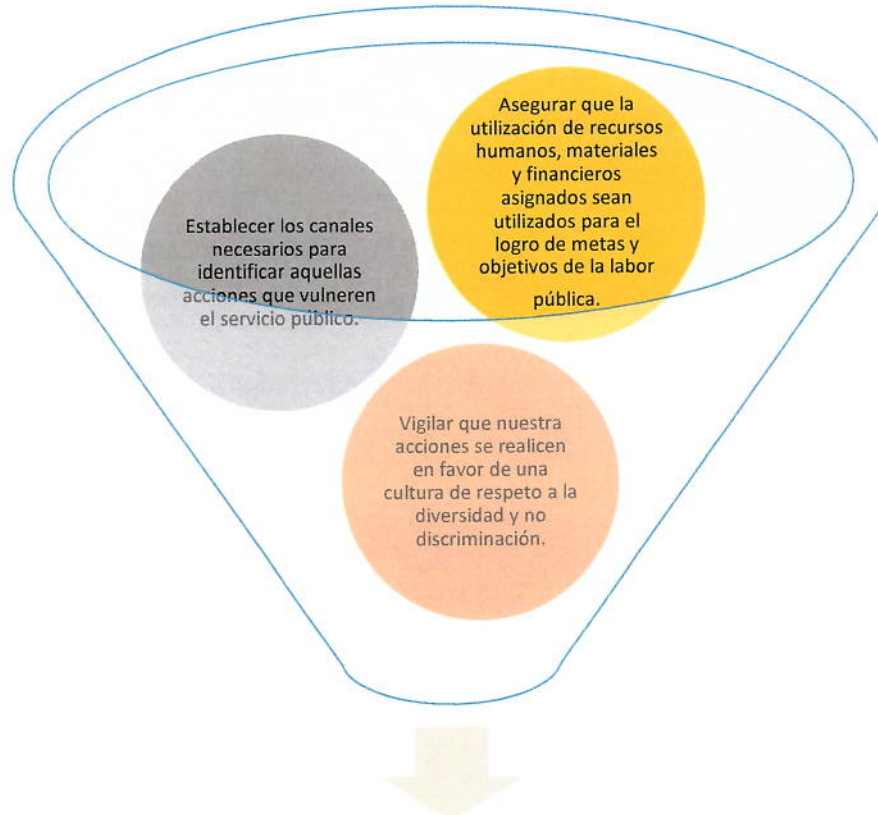 Establecer los canales
necesarios para
identificar aquellas
acciones que vulneren
el servicio público.
Asegurar que la
utilización de recursos
humanos, materiales
y financieros
asignados sean
utilizados para el
logro de metas y
objetivos de la labor
pública.
Vigilar que nuestra
acciones se realicen
en favor de una
cultura de respeto a la
diversidad y no
discriminación.